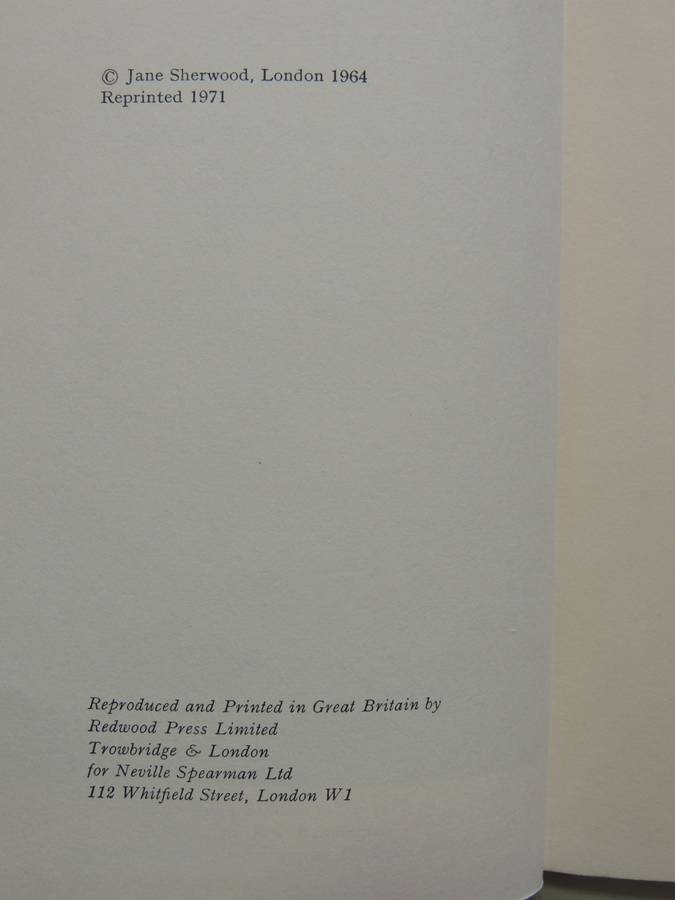 © Jane Sherwood, London 1964
Reprinted 1971
Reproduced and Printed in Great Britain by
Redwood Press Limited
Trowbridge & London
for Neville Spearman Ltd
112 Whitfield Street, London W1